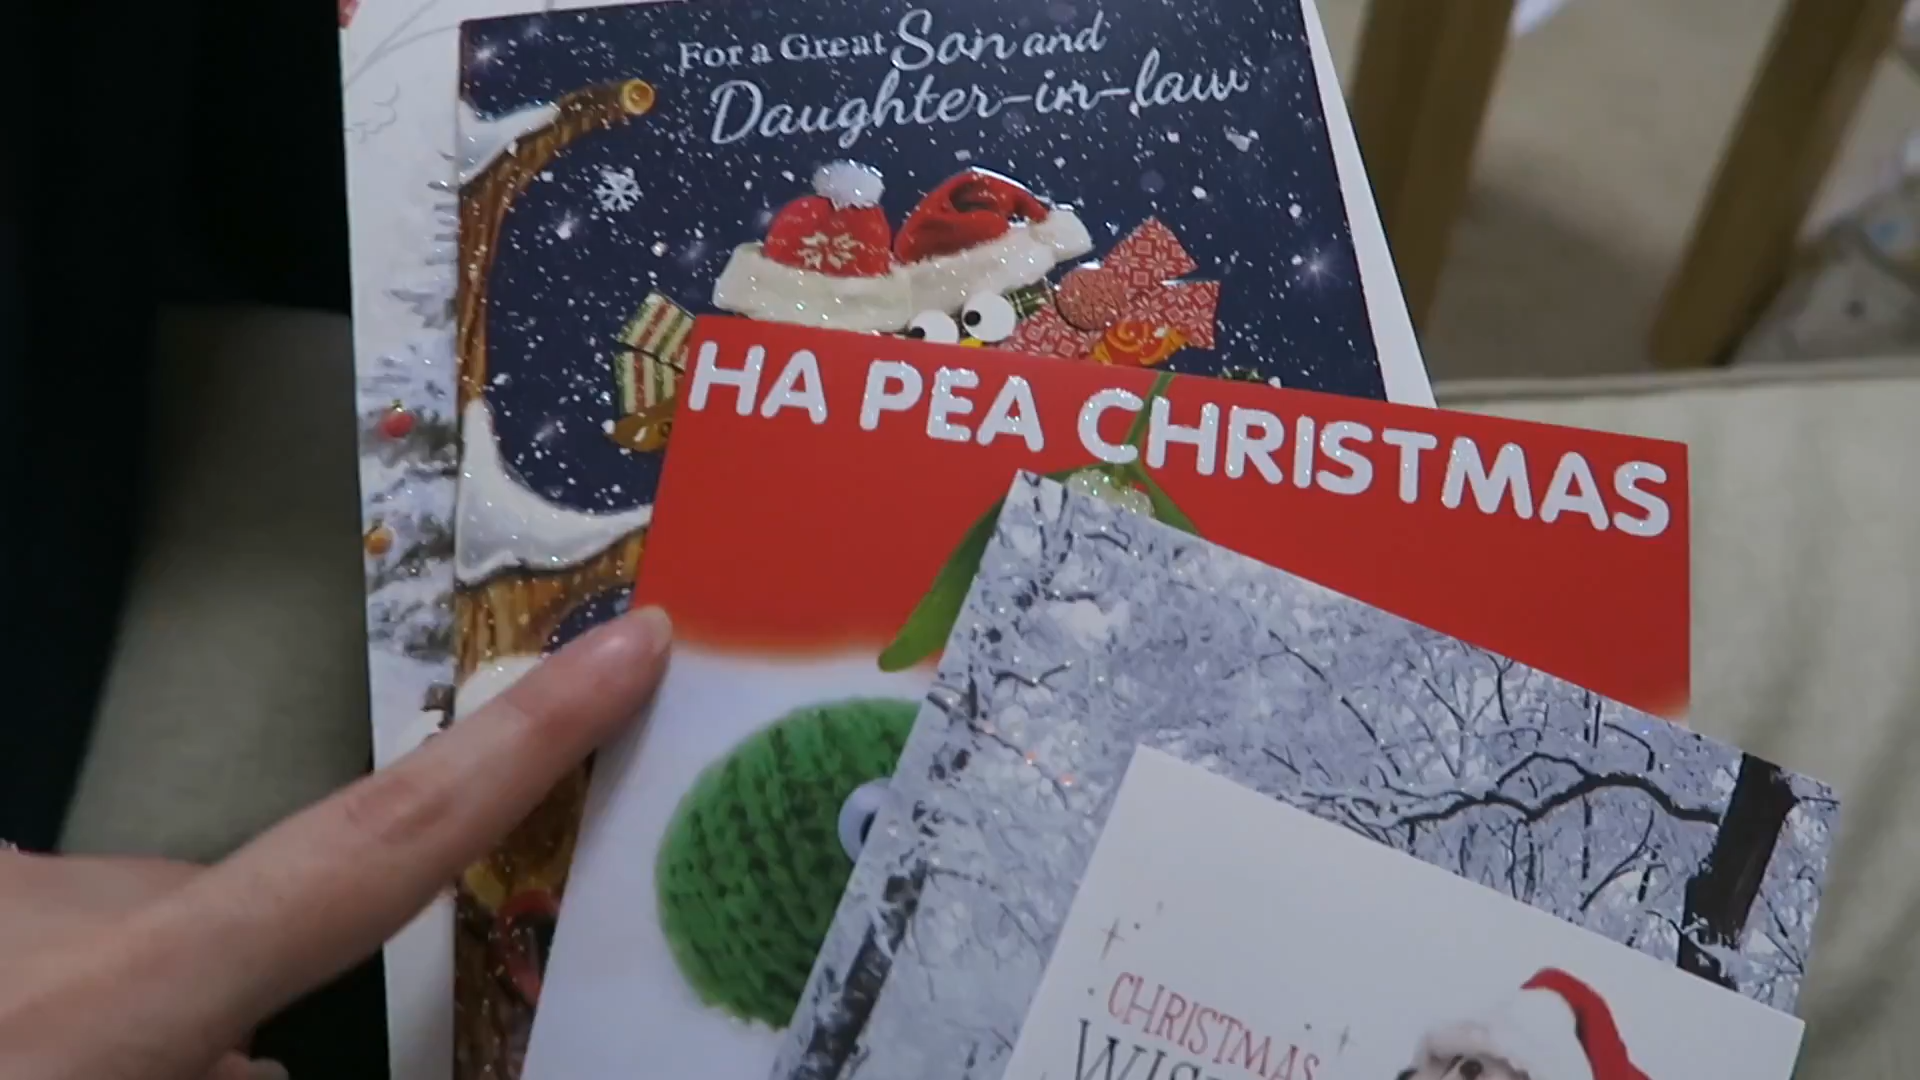 For a Great Son and
Daughter-in-law
HA PEA CHRISTMAS
CHRISTMAS